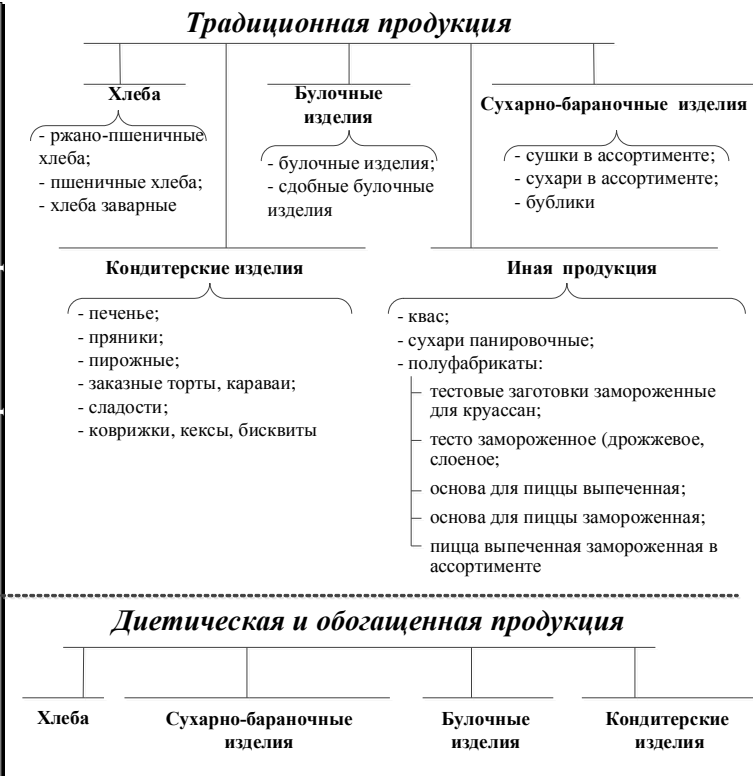 Традиционная продукция
Хлеба
- ржано-пшеничные
хлеба;
- пшеничные хлеба;
- хлеба заварные
Булочные
изделия
- булочные изделия;
- сдобные булочные
изделия
Сухарно-бараночные изделия
- сушки в ассортименте;
- сухари в ассортименте;
- бублики
Кондитерские изделия
- печенье;
- пряники;
- пирожные;
- заказные торты, караваи;
- сладости;
- коврижки, кексы, бисквиты
Иная продукция
- квас;
- сухари панировочные;
- полуфабрикаты:
тестовые заготовки замороженные
для круассан;
тесто замороженное (дрожжевое,
слоеное;
основа для пиццы выпеченная;
основа для пиццы замороженная;
пицца выпеченная замороженная в
ассортименте
Диетическая и обогащенная продукция
Хлеба
Сухарно-бараночные
изделия
Булочные
изделия
Кондитерские
изделия